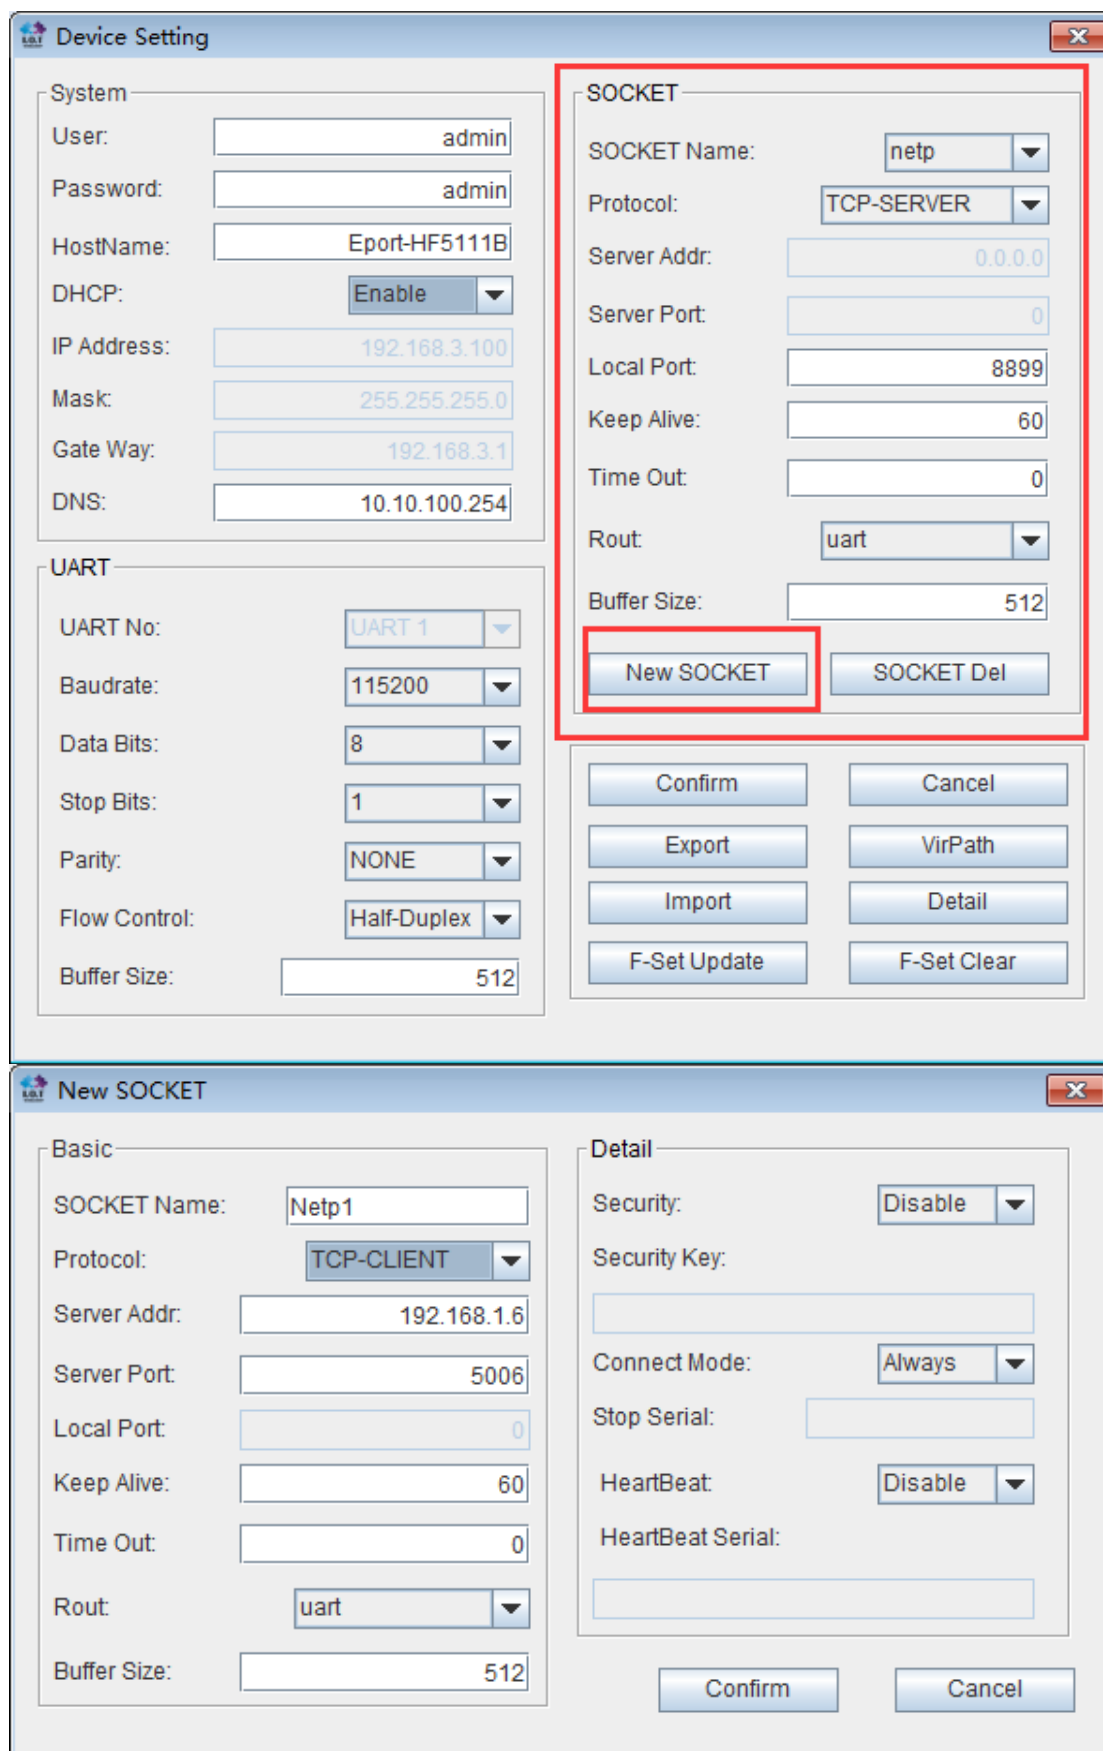 Device Setting
System
User: admin
Password: admin
HostName: Eport-HF5111B
DHCP: Enable
IP Address: 192.168.3.100
Mask: 255.255.255.0
Gate Way: 192.168.3.1
DNS: 10.10.100.254
UART
UART No: UART 1
Baudrate: 115200
Data Bits: 8
Stop Bits: 1
Parity: NONE
Flow Control: Half-Duplex
Buffer Size: 512
SOCKET
SOCKET Name: netp
Protocol: TCP-SERVER
Server Addr: 0.0.0.0
Server Port: 0
Local Port: 8899
Keep Alive: 60
Time Out: 0
Rout: uart
Buffer Size: 512
New SOCKET SOCKET Del
Confirm Cancel
Export VirPath
Import Detail
F-Set Update F-Set Clear
New SOCKET
Basic
SOCKET Name: Netp1
Protocol: TCP-CLIENT
Server Addr: 192.168.1.6
Server Port: 5006
Local Port: 0
Keep Alive: 60
Time Out: 0
Rout: uart
Buffer Size: 512
Detail
Security: Disable
Security Key:
Connect Mode: Always
Stop Serial:
HeartBeat: Disable
HeartBeat Serial:
Confirm Cancel